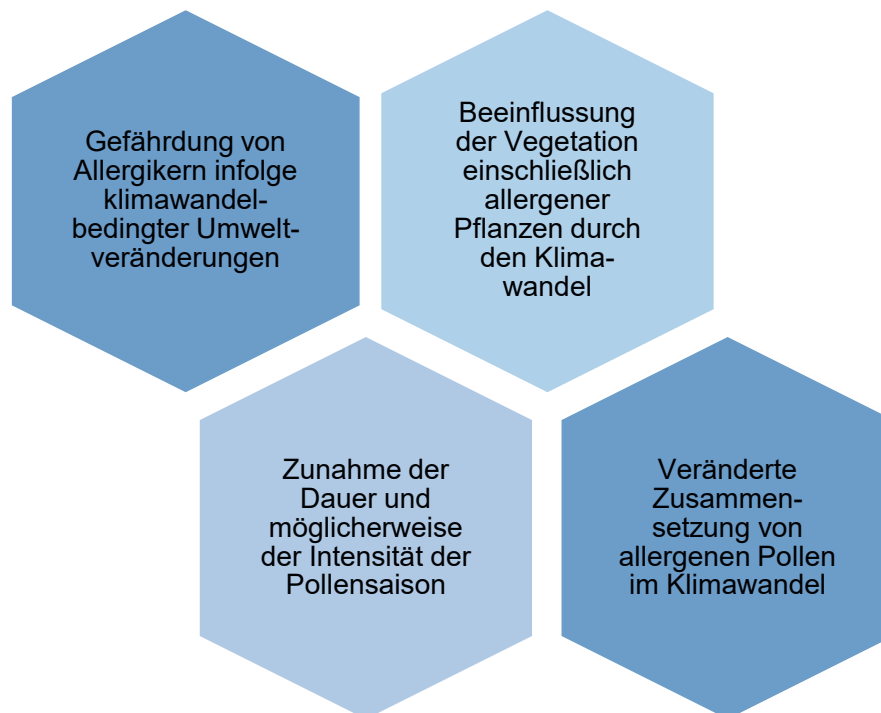 Gefährdung von
Allergikern infolge
klimawandel-
bedingter Umwelt-
veränderungen
Beeinflussung
der Vegetation
einschließlich
allergener
Pflanzen durch
den Klima-
wandel
Zunahme der
Dauer und
möglicherweise
der Intensität der
Pollensaison
Veränderte
Zusammen-
setzung von
allergenen Pollen
im Klimawandel